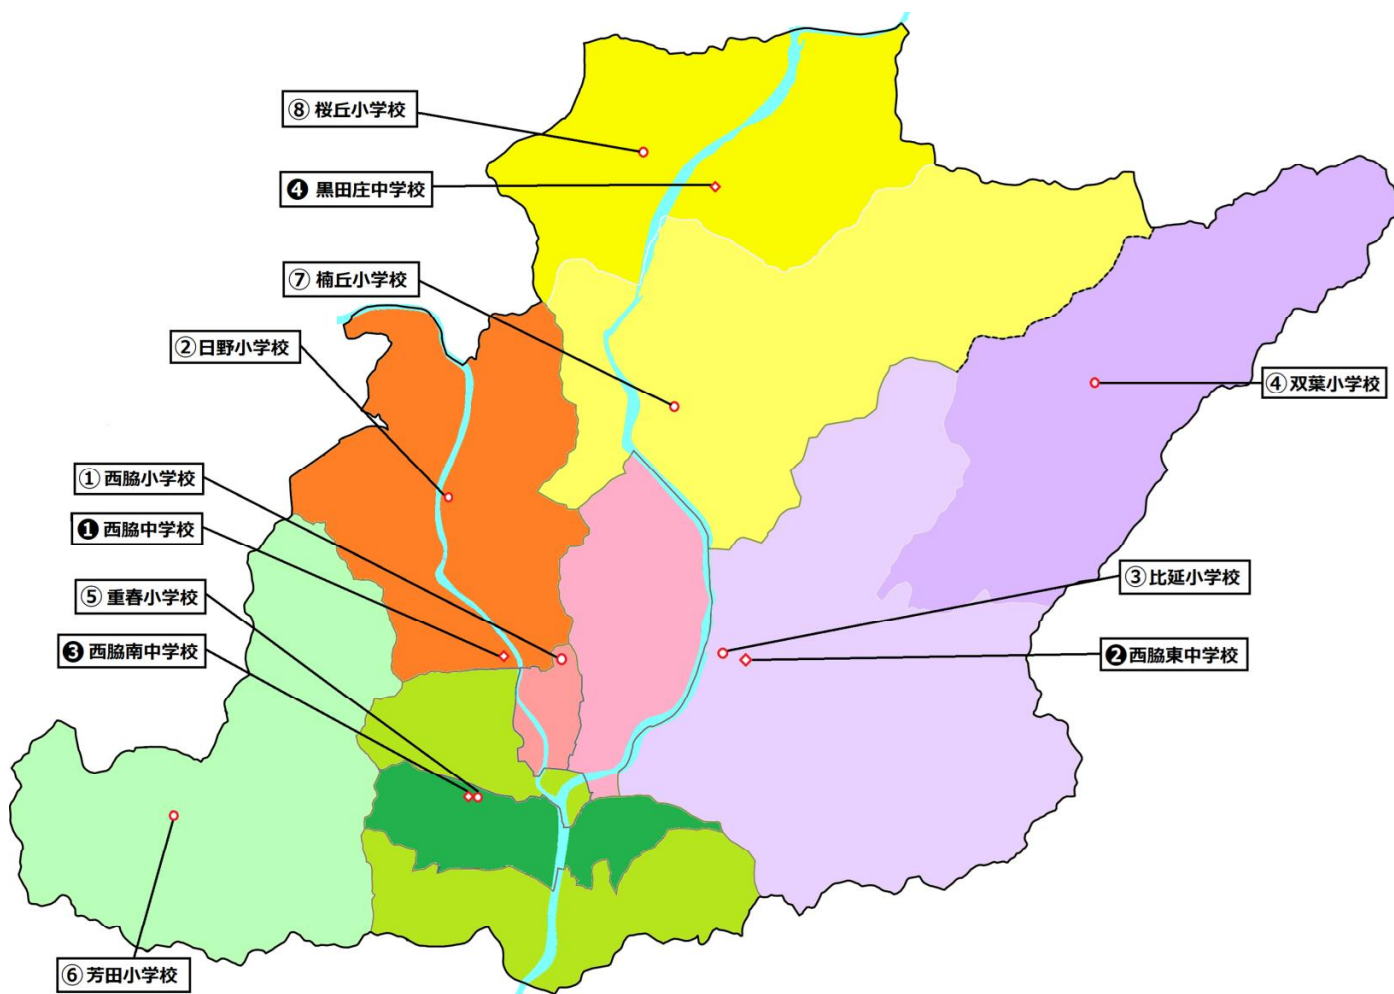 ⑧桜丘小学校
❹黒田庄中学校
⑦楠丘小学校
②日野小学校
④双葉小学校
①西脇小学校
❶西脇中学校
③比延小学校
⑤重春小学校
❸西脇南中学校
❷西脇東中学校
⑥芳田小学校